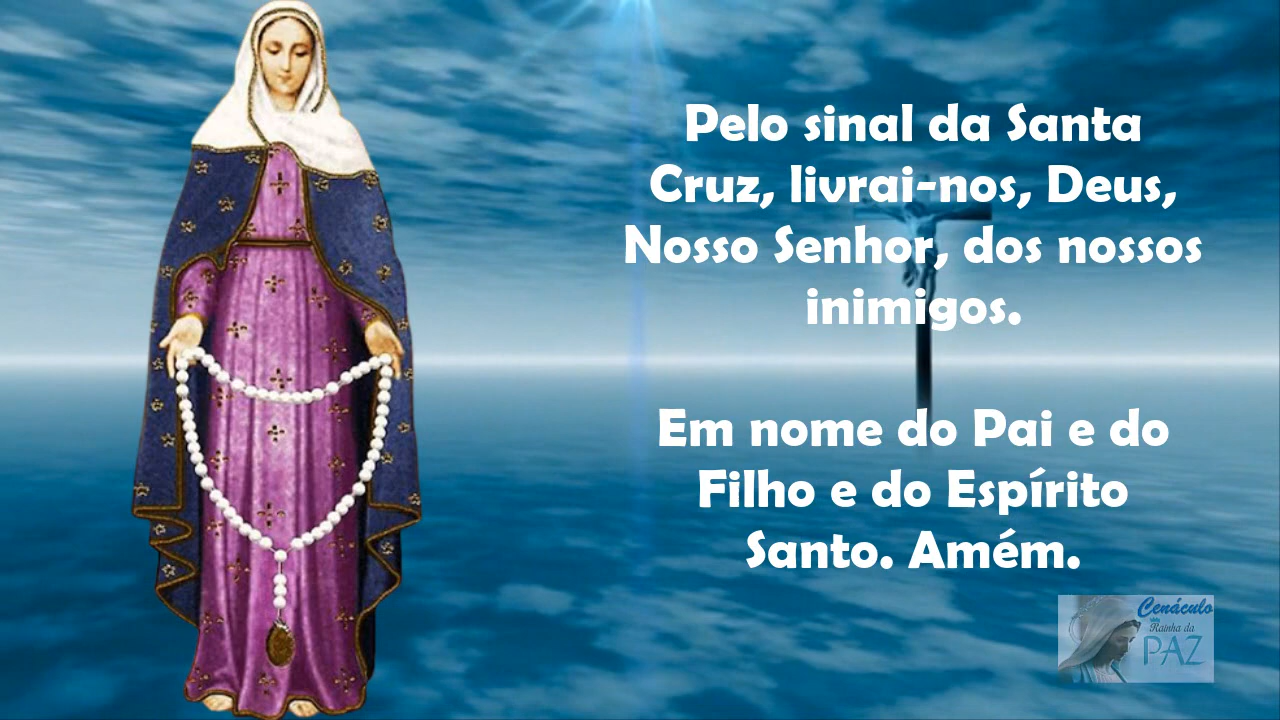 Pelo sinal da Santa
Cruz, livrai-nos, Deus,
Nosso Senhor, dos nossos
inimigos.
Em nome do Pai e do
Filho e do Espírito
Santo. Amém.
Cenáculo
Rainha da
PAZ